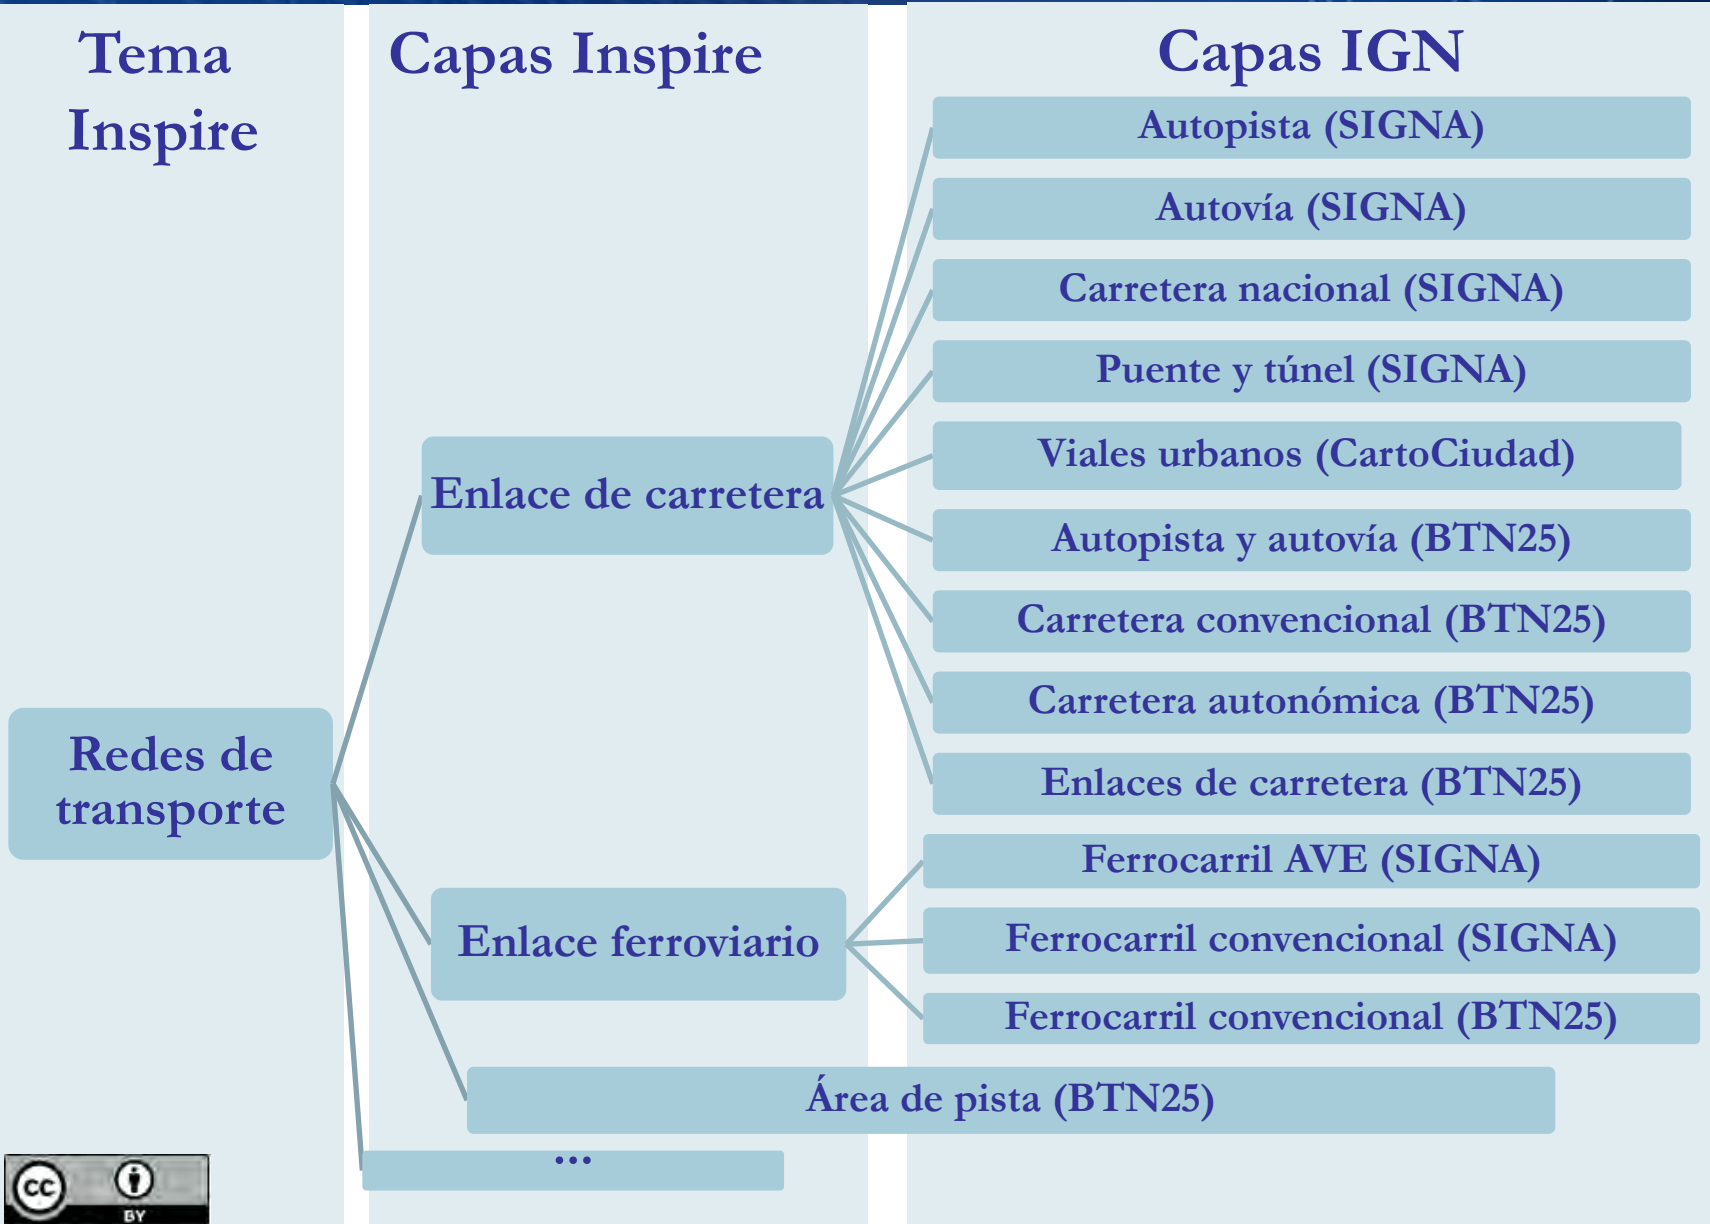 Tema
Inspire
Capas Inspire
Capas IGN
Autopista (SIGNA)
Autovía (SIGNA)
Carretera nacional (SIGNA)
Puente y túnel (SIGNA)
Viales urbanos (CartoCiudad)
Enlace de carretera
Autopista y autovía (BTN25)
Carretera convencional (BTN25)
Carretera autonómica (BTN25)
Enlaces de carretera (BTN25)
Redes de
transporte
Ferrocarril AVE (SIGNA)
Enlace ferroviario
Ferrocarril convencional (SIGNA)
Ferrocarril convencional (BTN25)
Área de pista (BTN25)
...
cc
BY